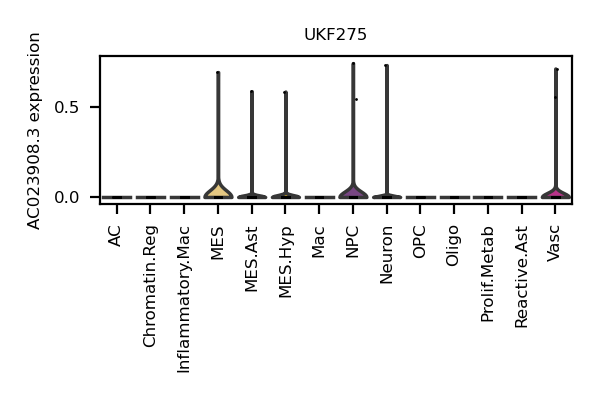 UKF275
AC023908.3 expression
0.5
0.0
AC
Chromatin.Reg
Inflammatory.Mac
MES
MES.Ast
MES.Hyp
Mac
NPC
Neuron
OPC
Oligo
Prolif.Metab
Reactive.Ast
Vasc